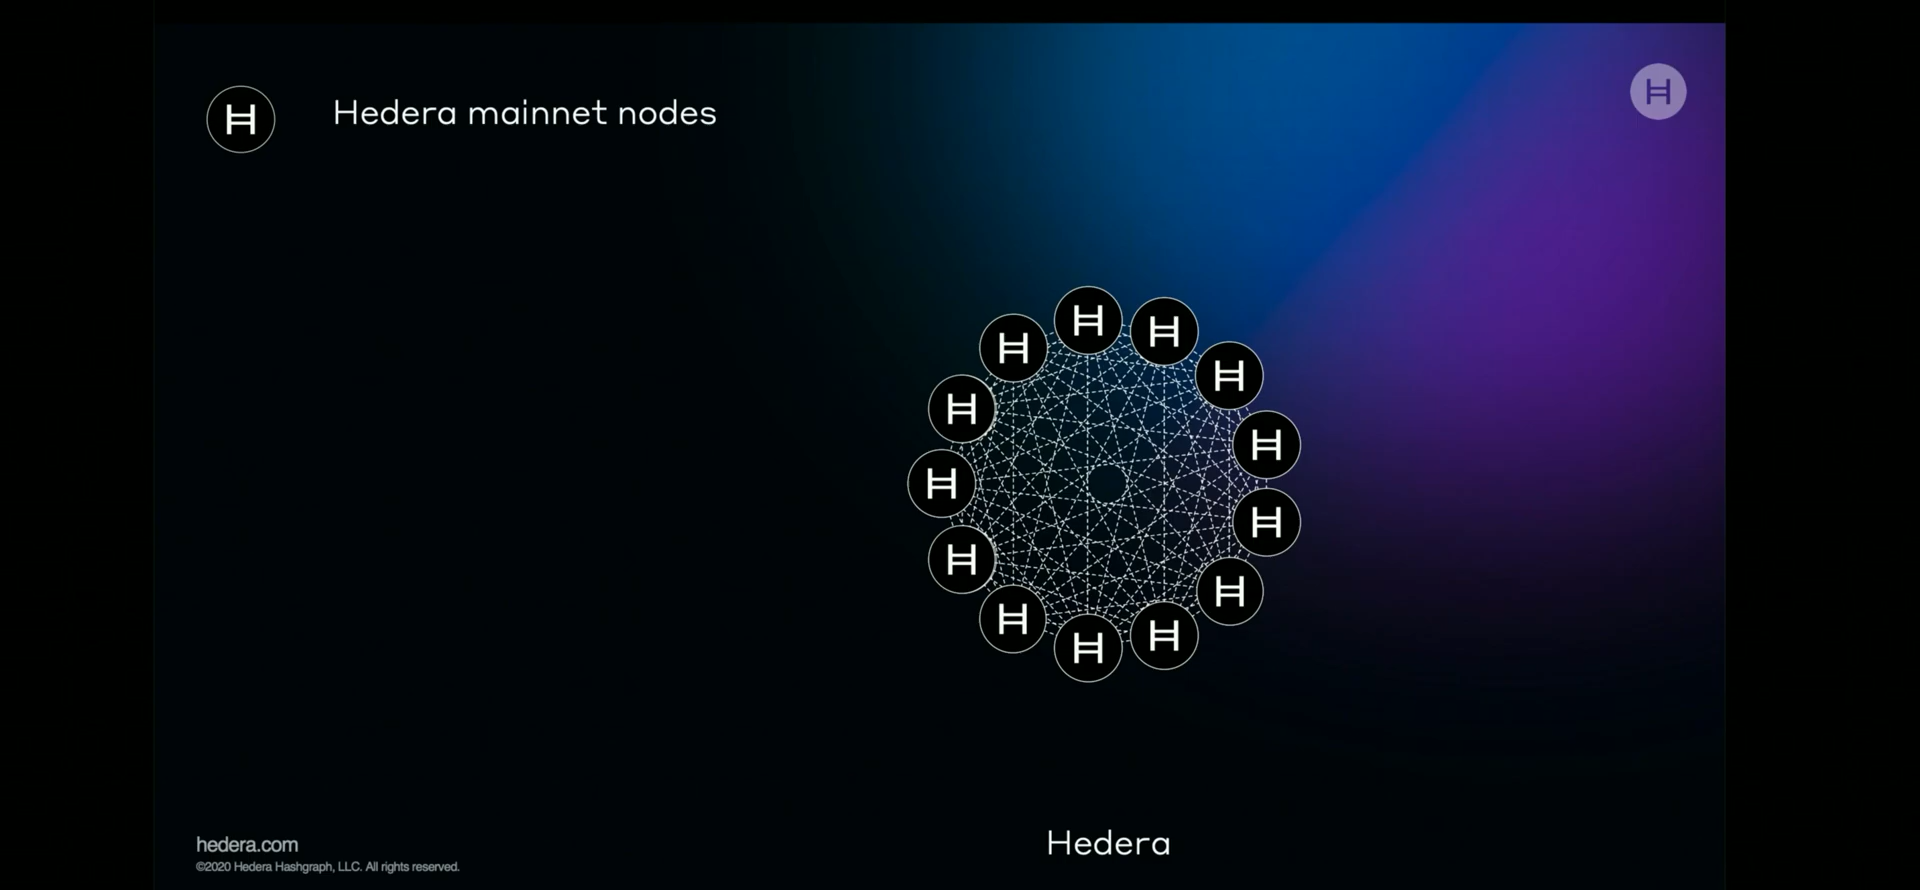 Hedera mainnet nodes
Hedera
hedera.com
©2020 Hedera Hashgraph, LLC. All rights reserved.